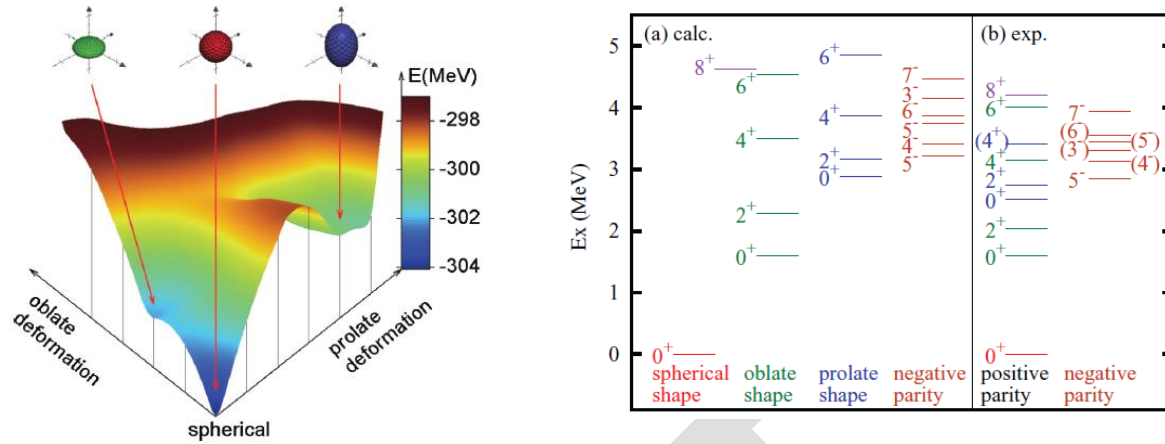 E(MeV)
-298
-300
-302
-304
oblate
deformation
prolate
deformation
spherical
Ex (MeV)
5
4
3
2
1
0
(a) calc.
8⁺
6⁺
4⁺
2⁺
0⁺
6⁺
4⁺
2⁺
0⁺
7⁻
3⁻
6⁻
5⁻
4⁻
5⁻
0⁺
spherical
shape
oblate
shape
prolate
shape
negative
parity
(b) exp.
8⁺
6⁺
(4⁺)
4⁺
2⁺
0⁺
2⁺
0⁺
0⁺
7⁻
(6⁻)
(5⁻)
(3⁻)
(4⁻)
5⁻
positive
parity
negative
parity